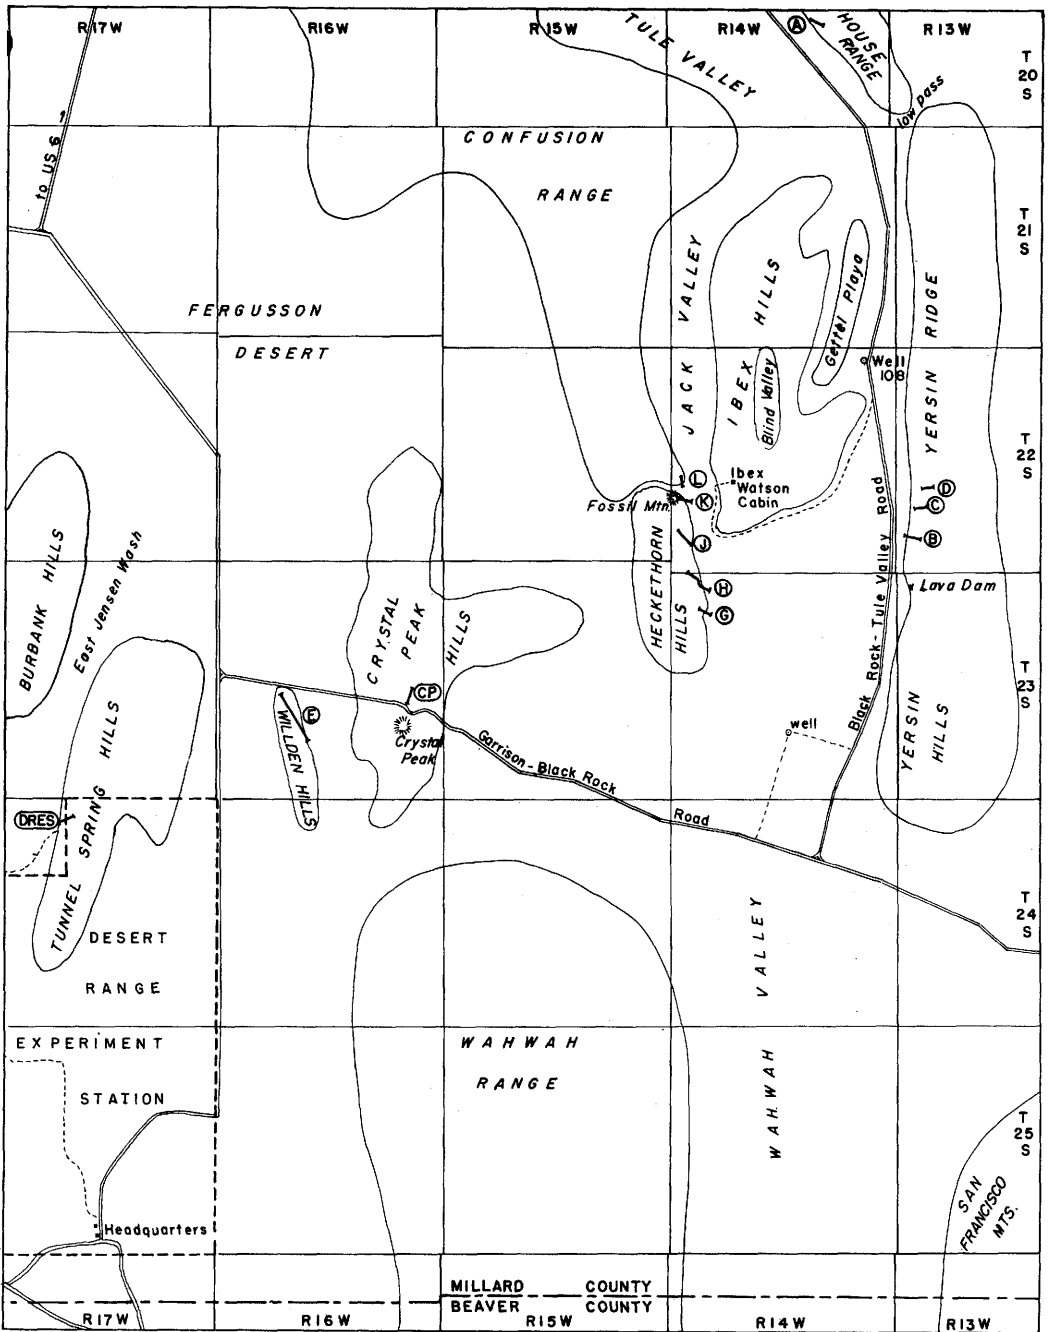 R17W
R16W
R15W
R14W
R13W
TULE VALLEY
A
HOUSE
RANGE
T
20
S
low pass
to US 6
CONFUSION
RANGE
T
21
S
JACK VALLEY
IBEX HILLS
Blind Valley
Gettel Playa
YERSIN RIDGE
FERGUSSON
DESERT
Well
108
T
22
S
L
K
J
H
G
Ibex
Watson
Cabin
Fossil Mtn.
D
C
B
Lava Dam
Black Rock - Tule Valley Road
HECKETHORN
HILLS
BURBANK HILLS
East Jensen Wash
CRYSTAL
PEAK
HILLS
T
23
S
CP
E
WILLDEN HILLS
Crystal
Peak
Garrison - Black Rock Road
well
YERSIN
HILLS
DRES
TUNNEL SPRING HILLS
T
24
S
DESERT
RANGE
EXPERIMENT
STATION
WAHWAH
RANGE
WAHWAH VALLEY
T
25
S
SAN
FRANCISCO
MTS.
Headquarters
MILLARD COUNTY
BEAVER COUNTY
R17W
R16W
R15W
R14W
R13W